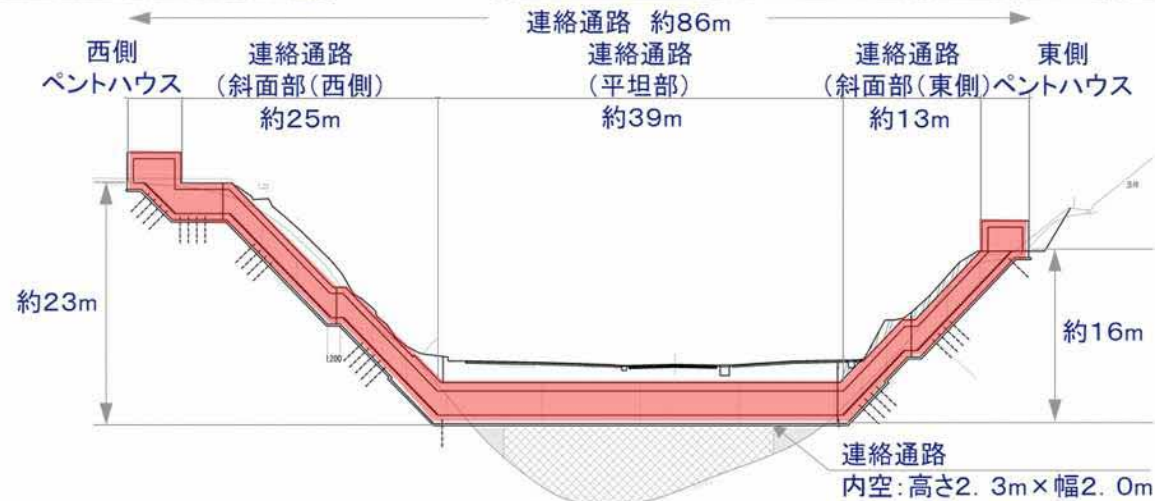 連絡通路 約86m
西側
ペントハウス
連絡通路
(斜面部(西側)
約25m
連絡通路
(平坦部)
約39m
連絡通路
(斜面部(東側)
約13m
東側
ペントハウス
約23m
1,200
約16m
連絡通路
内空:高さ2.3m×幅2.0m